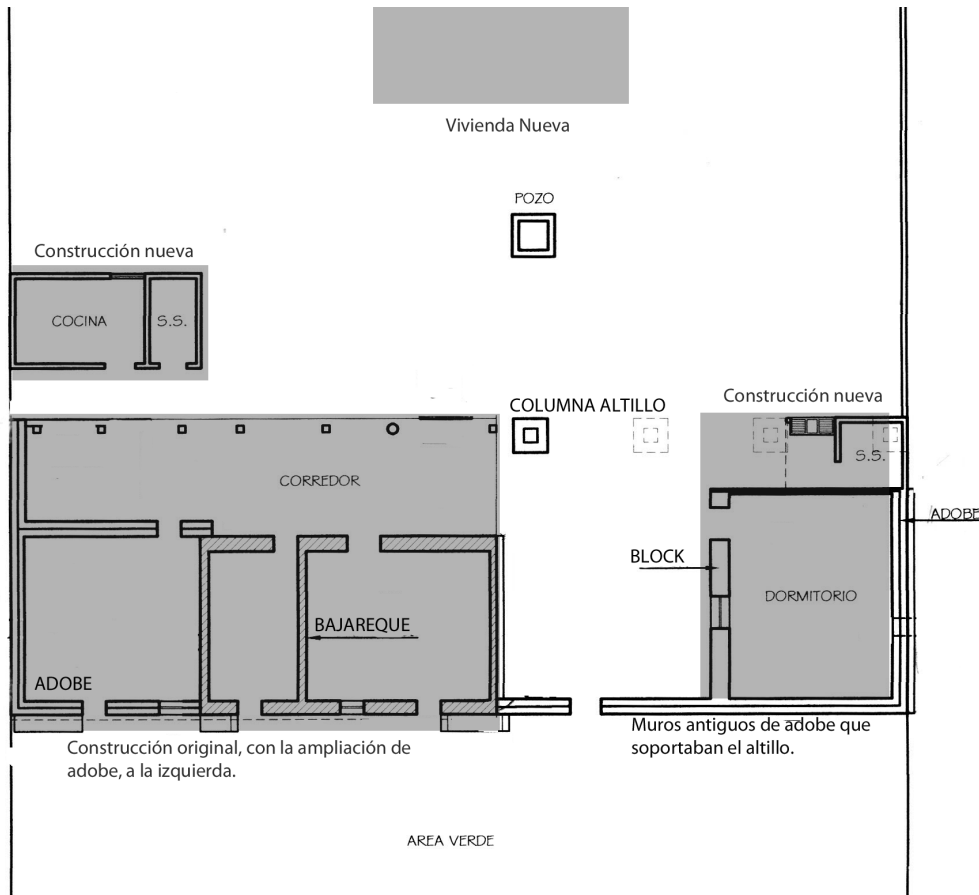 Vivienda Nueva
POZO
Construcción nueva
COCINA
S.S.
COLUMNA ALTILLO
Construcción nueva
S.S.
CORREDOR
ADOBE
BLOCK
DORMITORIO
BAJAREQUE
ADOBE
Construcción original, con la ampliación de
adobe, a la izquierda.
Muros antiguos de adobe que
soportaban el altillo.
AREA VERDE